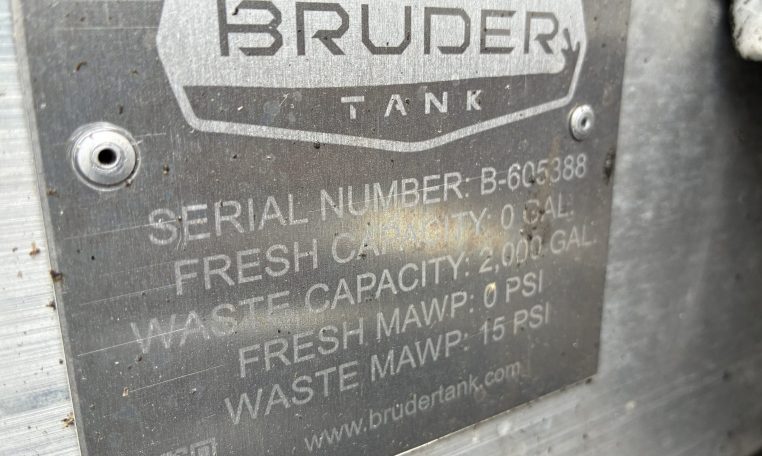 BRUDER
TANK
SERIAL NUMBER: B-605388
FRESH CAPACITY: 0 GAL.
WASTE CAPACITY: 2,000 GAL.
FRESH MAWP: 0 PSI
WASTE MAWP: 15 PSI
www.brudertank.com